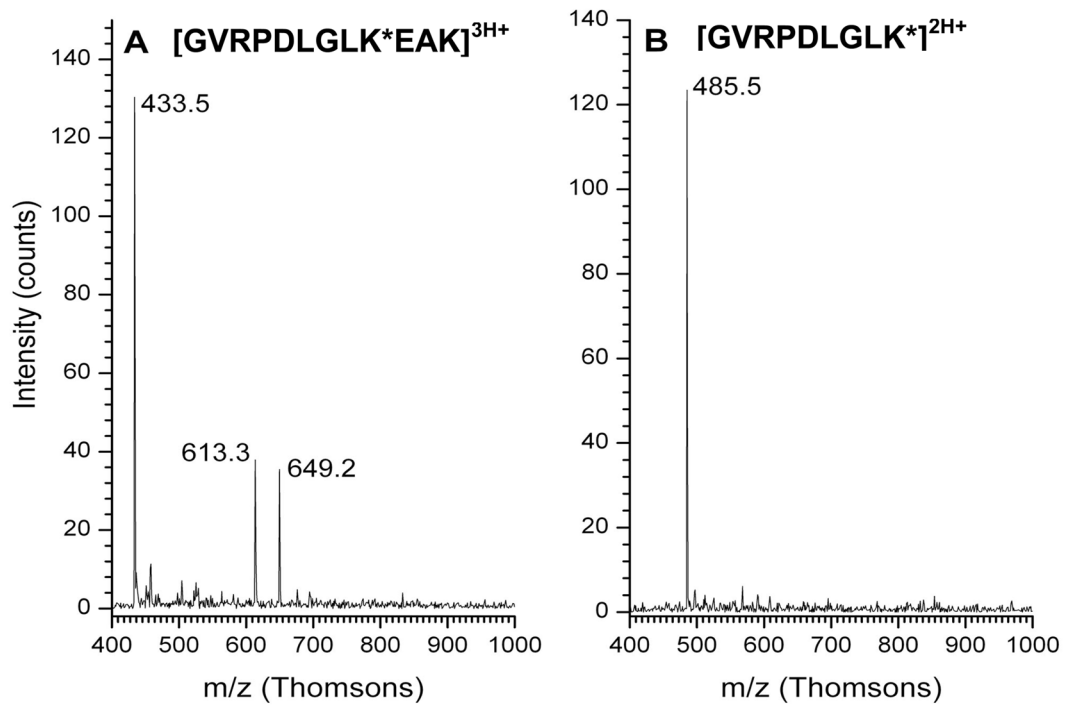 A [GVRPDLGLK*EAK]3H+
433.5
613.3
649.2
Intensity (counts)
140
120
100
80
60
40
20
0
400 500 600 700 800 900 1000
m/z (Thomsons)
B [GVRPDLGLK*]2H+
485.5
140
120
100
80
60
40
20
0
400 500 600 700 800 900 1000
m/z (Thomsons)